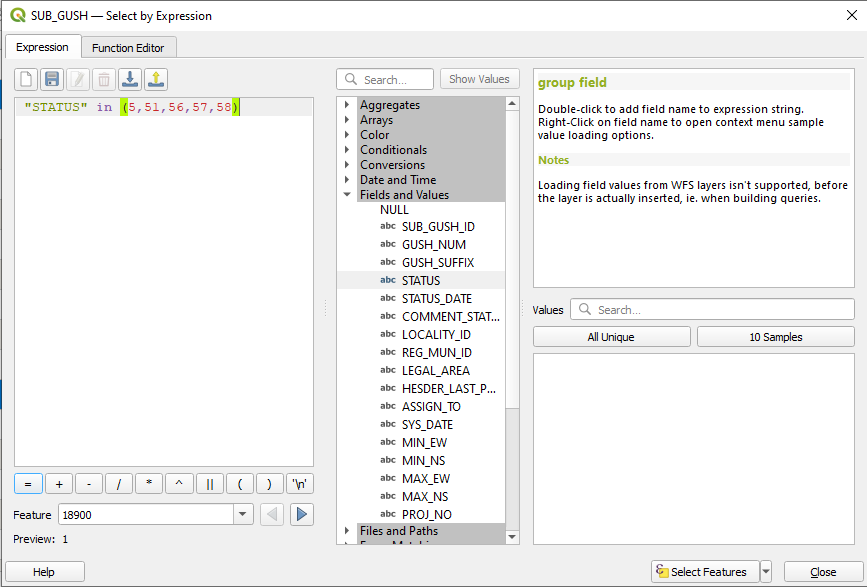 SUB_GUSH — Select by Expression
Expression
Function Editor
Search...
Show Values
"STATUS" in (5,51,56,57,58)
Aggregates
Arrays
Color
Conditionals
Conversions
Date and Time
Fields and Values
NULL
abc SUB_GUSH_ID
abc GUSH_NUM
abc GUSH_SUFFIX
abc STATUS
abc STATUS_DATE
abc COMMENT_STAT...
abc LOCALITY_ID
abc REG_MUN_ID
abc LEGAL_AREA
abc HESDER_LAST_P...
abc ASSIGN_TO
abc SYS_DATE
abc MIN_EW
abc MIN_NS
abc MAX_EW
abc MAX_NS
abc PROJ_NO
Files and Paths
group field
Double-click to add field name to expression string.
Right-Click on field name to open context menu sample
value loading options.
Notes
Loading field values from WFS layers isn't supported, before
the layer is actually inserted, ie. when building queries.
Values
Search...
All Unique
10 Samples
= + - / * ^ || ( ) '\n'
Feature 18900
Preview: 1
Help
Select Features
Close